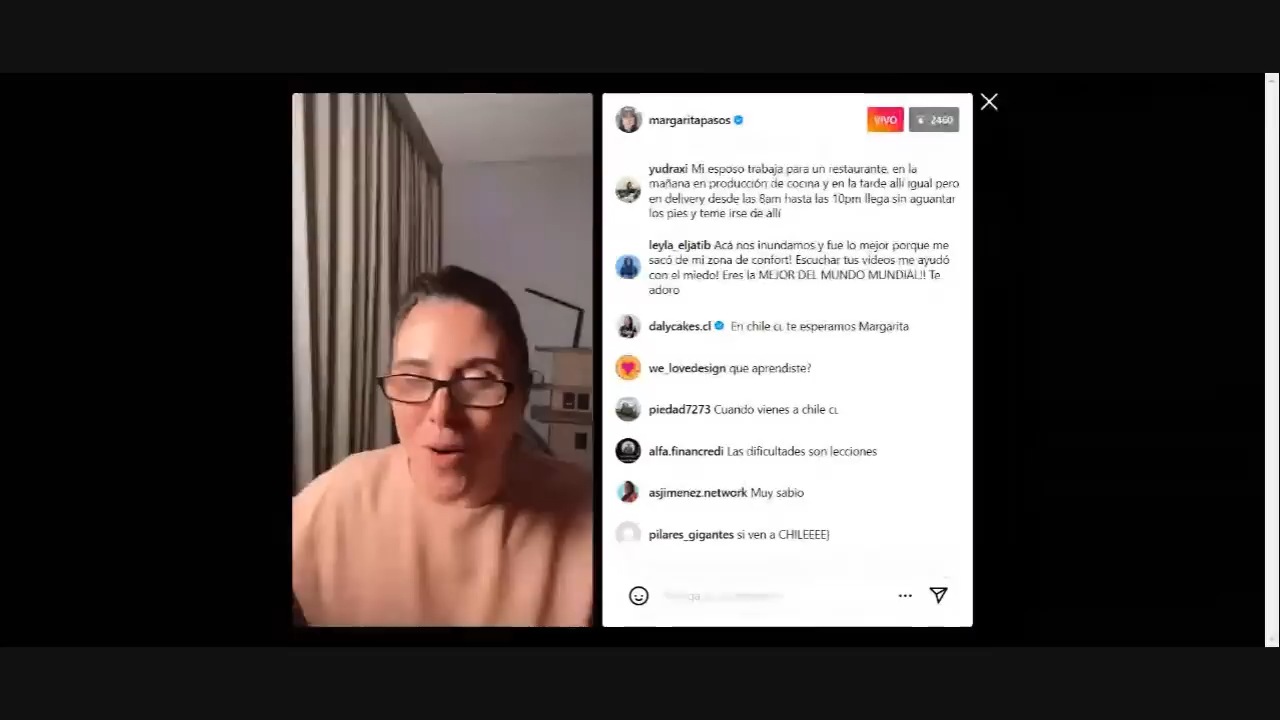 margaritapasos
VIVO
2460
yudraxi Mi esposo trabaja para un restaurante, en la
mañana en producción de cocina y en la tarde allí igual pero
en delivery desde las 8am hasta las 10pm llega sin aguantar
los pies y teme irse de allí
leyla_eljatib Acá nos inundamos y fue lo mejor porque me
sacó de mi zona de confort! Escuchar tus videos me ayudó
con el miedo! Eres la MEJOR DEL MUNDO MUNDIAL!! Te
adoro
dalycakes.cl En chile CL te esperamos Margarita
we_lovedesign que aprendiste?
piedad7273 Cuando vienes a chile CL
alfa.financredi Las dificultades son lecciones
asjimenez.network Muy sabio
pilares_gigantes si ven a CHILEEEE}